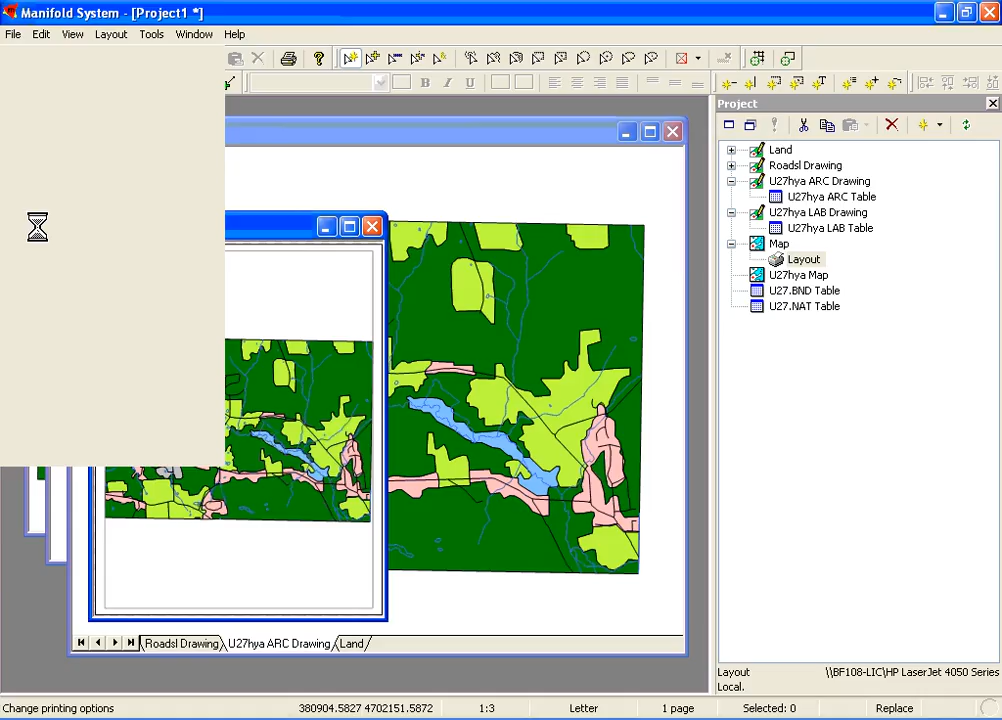 Manifold System - [Project1 *]
File Edit View Layout Tools Window Help
B I U
Project
Land
Roadsl Drawing
U27hya ARC Drawing
U27hya ARC Table
U27hya LAB Drawing
U27hya LAB Table
Map
Layout
U27hya Map
U27.BND Table
U27.NAT Table
Roadsl Drawing U27hya ARC Drawing Land
Layout \\BF108-LIC\HP LaserJet 4050 Series
Local.
Change printing options 380904.5827 4702151.5872 1:3 Letter 1 page Selected: 0 Replace